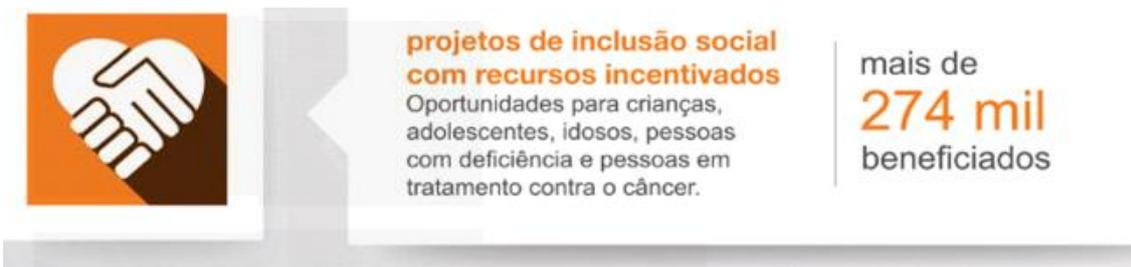 projetos de inclusão social
com recursos incentivados
Oportunidades para crianças,
adolescentes, idosos, pessoas
com deficiência e pessoas em
tratamento contra o câncer.
mais de
274 mil
beneficiados